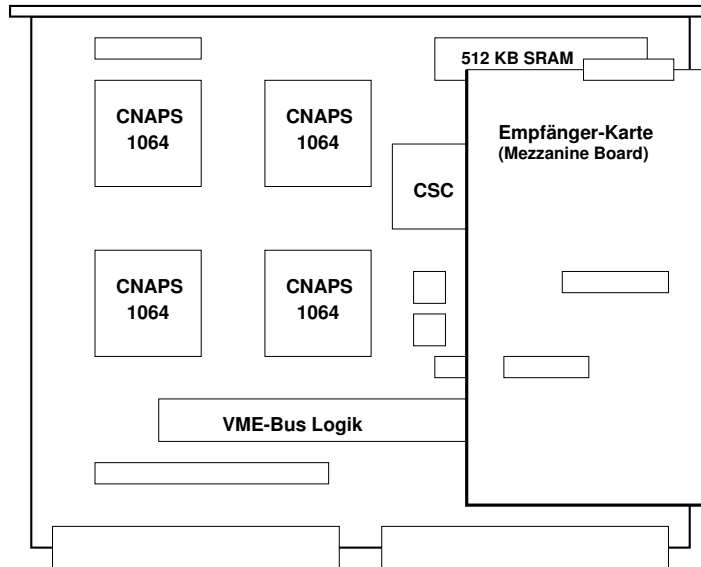 512 KB SRAM
CNAPS
1064
CNAPS
1064
Empfänger-Karte
(Mezzanine Board)
CSC
CNAPS
1064
CNAPS
1064
VME-Bus Logik